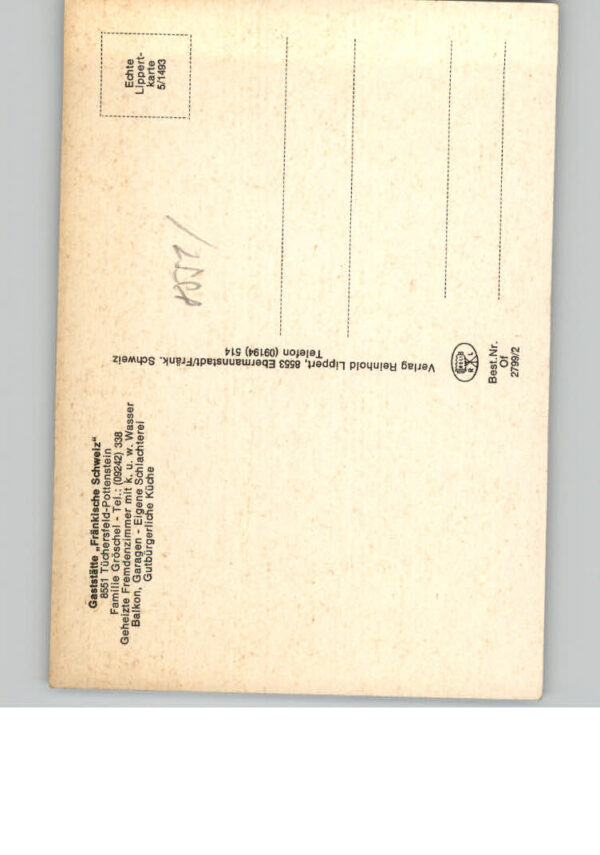 Gaststätte „Fränkische Schweiz“
8551 Tüchersfeld-Pottenstein
Familie Gröschel - Tel.: (09242) 338
Geheizte Fremdenzimmer mit k. u. w. Wasser
Balkon, Garagen - Eigene Schlachterei
Gutbürgerliche Küche
Verlag Reinhold Lippert, 8553 Ebermannstadt/Fränk. Schweiz
Telefon (09194) 514
Echte
Lippert-
karte
5/1493
Best.Nr.
Of
2799/2